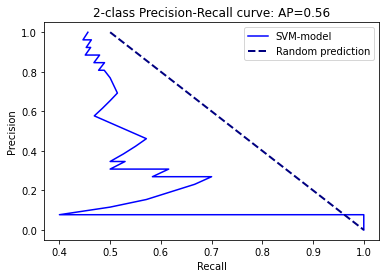 2-class Precision-Recall curve: AP=0.56
SVM-model
Random prediction
Precision
1.0
0.8
0.6
0.4
0.2
0.0
0.4 0.5 0.6 0.7 0.8 0.9 1.0
Recall